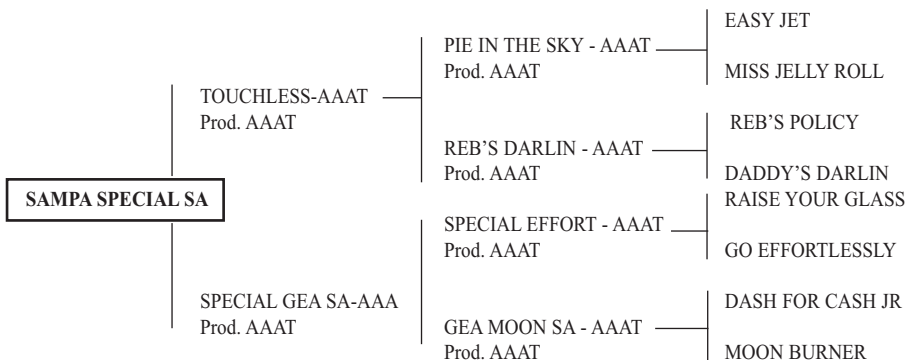 EASY JET
PIE IN THE SKY - AAAT
Prod. AAAT
MISS JELLY ROLL
TOUCHLESS-AAAT
Prod. AAAT
REB'S POLICY
REB'S DARLIN - AAAT
Prod. AAAT
DADDY'S DARLIN
SAMPA SPECIAL SA
RAISE YOUR GLASS
SPECIAL EFFORT - AAAT
Prod. AAAT
GO EFFORTLESSLY
SPECIAL GEA SA-AAA
Prod. AAAT
DASH FOR CASH JR
GEA MOON SA - AAAT
Prod. AAAT
MOON BURNER